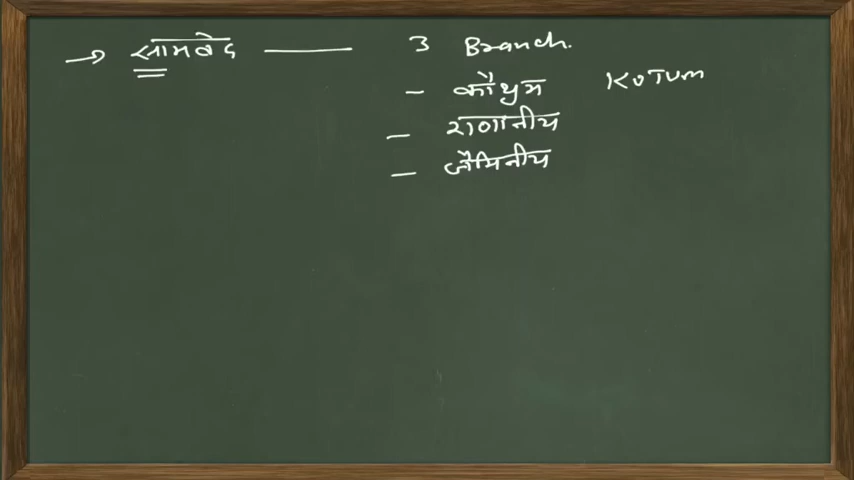 → सामवेद —— 3 Branch.
- कौथुम KOTUM
- राणानीय
- जैमिनीय